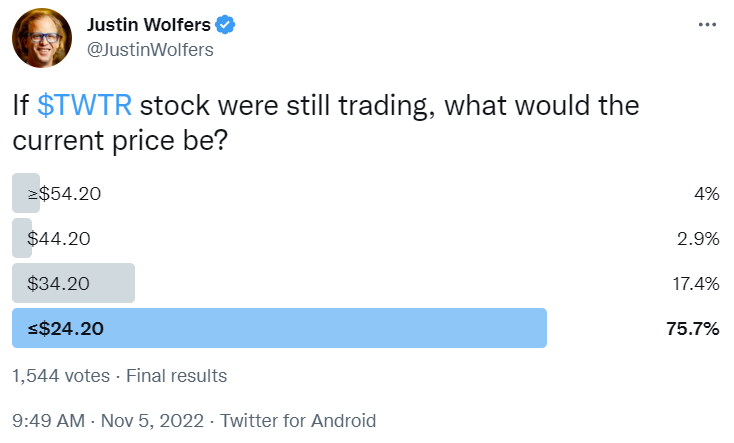 Justin Wolfers
@JustinWolfers
If $TWTR stock were still trading, what would the
current price be?
≥$54.20 4%
$44.20 2.9%
$34.20 17.4%
≤$24.20 75.7%
1,544 votes · Final results
9:49 AM · Nov 5, 2022 · Twitter for Android